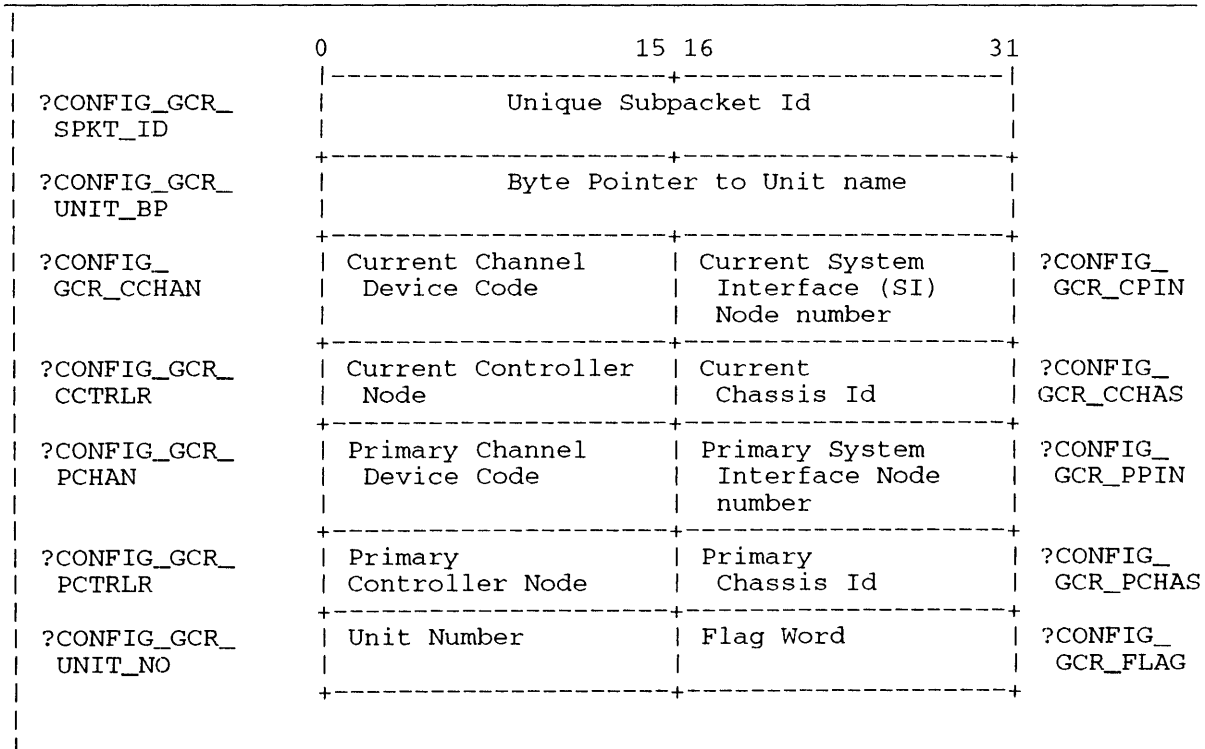 0 15 16 31
?CONFIG_GCR_ Unique Subpacket Id
SPKT_ID
?CONFIG_GCR_ Byte Pointer to Unit name
UNIT_BP
?CONFIG_ Current Channel Current System ?CONFIG_
GCR_CCHAN Device Code Interface (SI) GCR_CPIN
Node number
?CONFIG_GCR_ Current Controller Current ?CONFIG_
CCTRLR Node Chassis Id GCR_CCHAS
?CONFIG_GCR_ Primary Channel Primary System ?CONFIG_
PCHAN Device Code Interface Node GCR_PPIN
number
?CONFIG_GCR_ Primary Primary ?CONFIG_
PCTRLR Controller Node Chassis Id GCR_PCHAS
?CONFIG_GCR_ Unit Number Flag Word ?CONFIG_
UNIT_NO GCR_FLAG